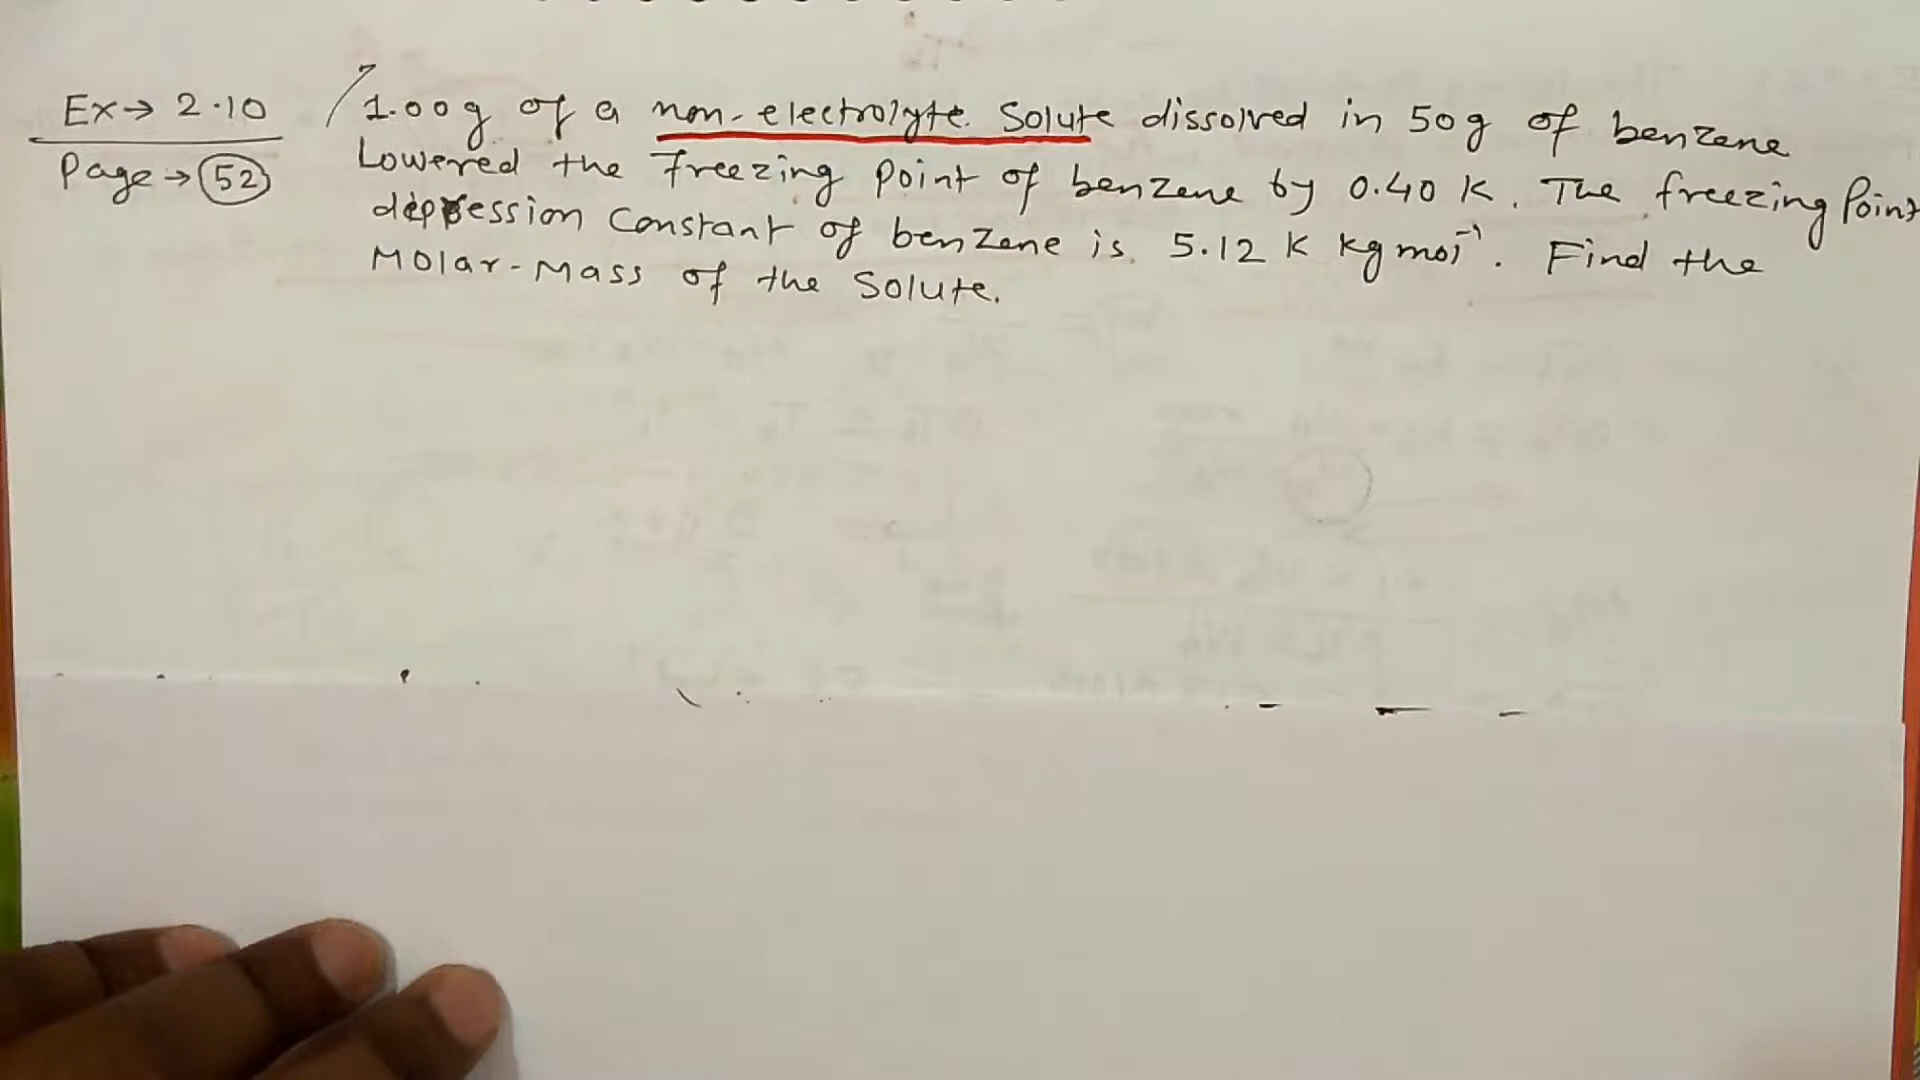 Ex→ 2.10
Page→ 52
1.00g of a non-electrolyte Solute dissolved in 50g of benzene
Lowered the freezing Point of benzene by 0.40 K. The freezing Point
depression Constant of benzene is 5.12 K kg mol⁻¹. Find the
Molar-Mass of the Solute.